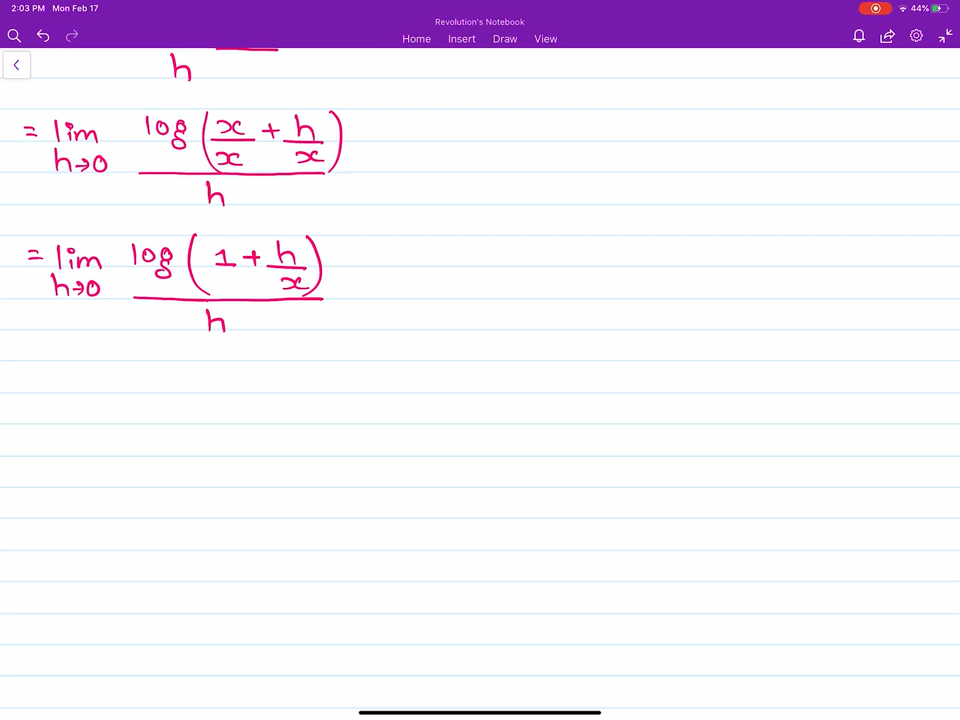 2:03 PM Mon Feb 17
44%
Revolution's Notebook
Home Insert Draw View
h
= lim log (x/x + h/x)
h→0 h
= lim log (1 + h/x)
h→0 h